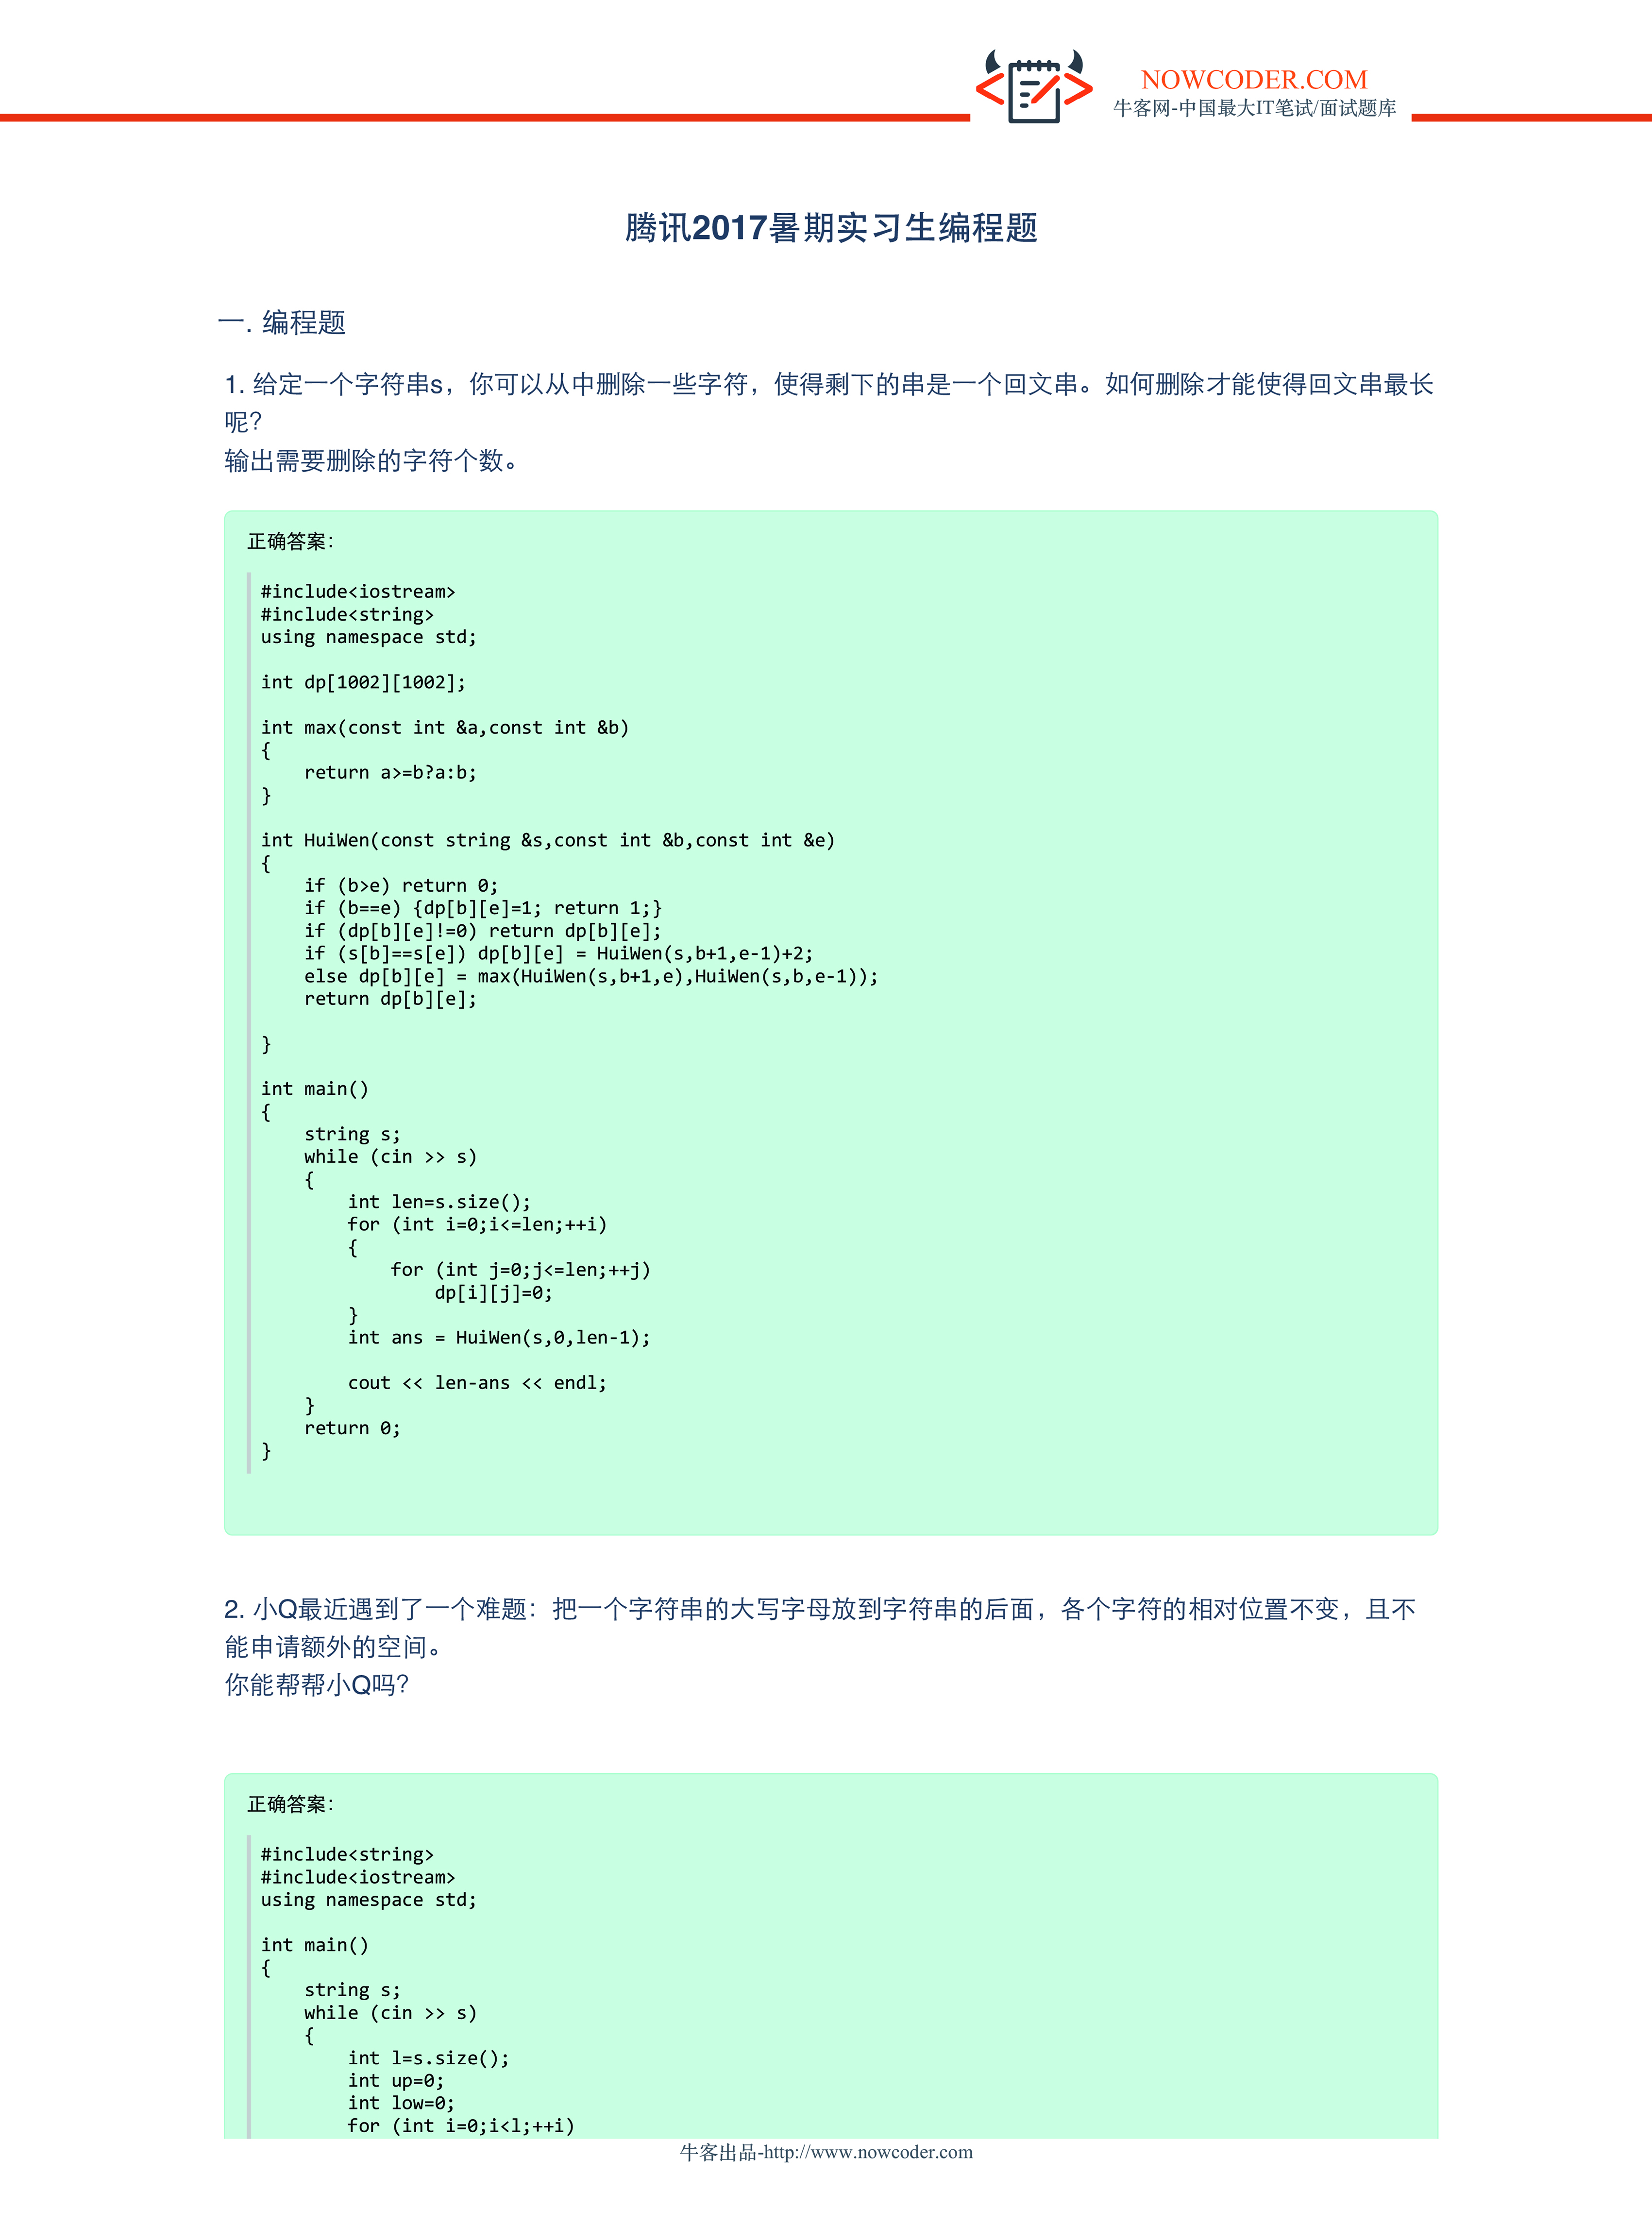 NOWCODER.COM
牛客网-中国最大IT笔试/面试题库
腾讯2017暑期实习生编程题
一. 编程题
1. 给定一个字符串s，你可以从中删除一些字符，使得剩下的串是一个回文串。如何删除才能使得回文串最长
呢？
输出需要删除的字符个数。
正确答案：
#include<iostream>
#include<string>
using namespace std;
int dp[1002][1002];
int max(const int &a,const int &b)
{
    return a>=b?a:b;
}
int HuiWen(const string &s,const int &b,const int &e)
{
    if (b>e) return 0;
    if (b==e) {dp[b][e]=1; return 1;}
    if (dp[b][e]!=0) return dp[b][e];
    if (s[b]==s[e]) dp[b][e] = HuiWen(s,b+1,e-1)+2;
    else dp[b][e] = max(HuiWen(s,b+1,e),HuiWen(s,b,e-1));
    return dp[b][e];
}
int main()
{
    string s;
    while (cin >> s)
    {
        int len=s.size();
        for (int i=0;i<=len;++i)
        {
            for (int j=0;j<=len;++j)
                dp[i][j]=0;
        }
        int ans = HuiWen(s,0,len-1);
        cout << len-ans << endl;
    }
    return 0;
}
2. 小Q最近遇到了一个难题：把一个字符串的大写字母放到字符串的后面，各个字符的相对位置不变，且不
能申请额外的空间。
你能帮帮小Q吗？
正确答案：
#include<string>
#include<iostream>
using namespace std;
int main()
{
    string s;
    while (cin >> s)
    {
        int l=s.size();
        int up=0;
        int low=0;
        for (int i=0;i<l;++i)
牛客出品-http://www.nowcoder.com